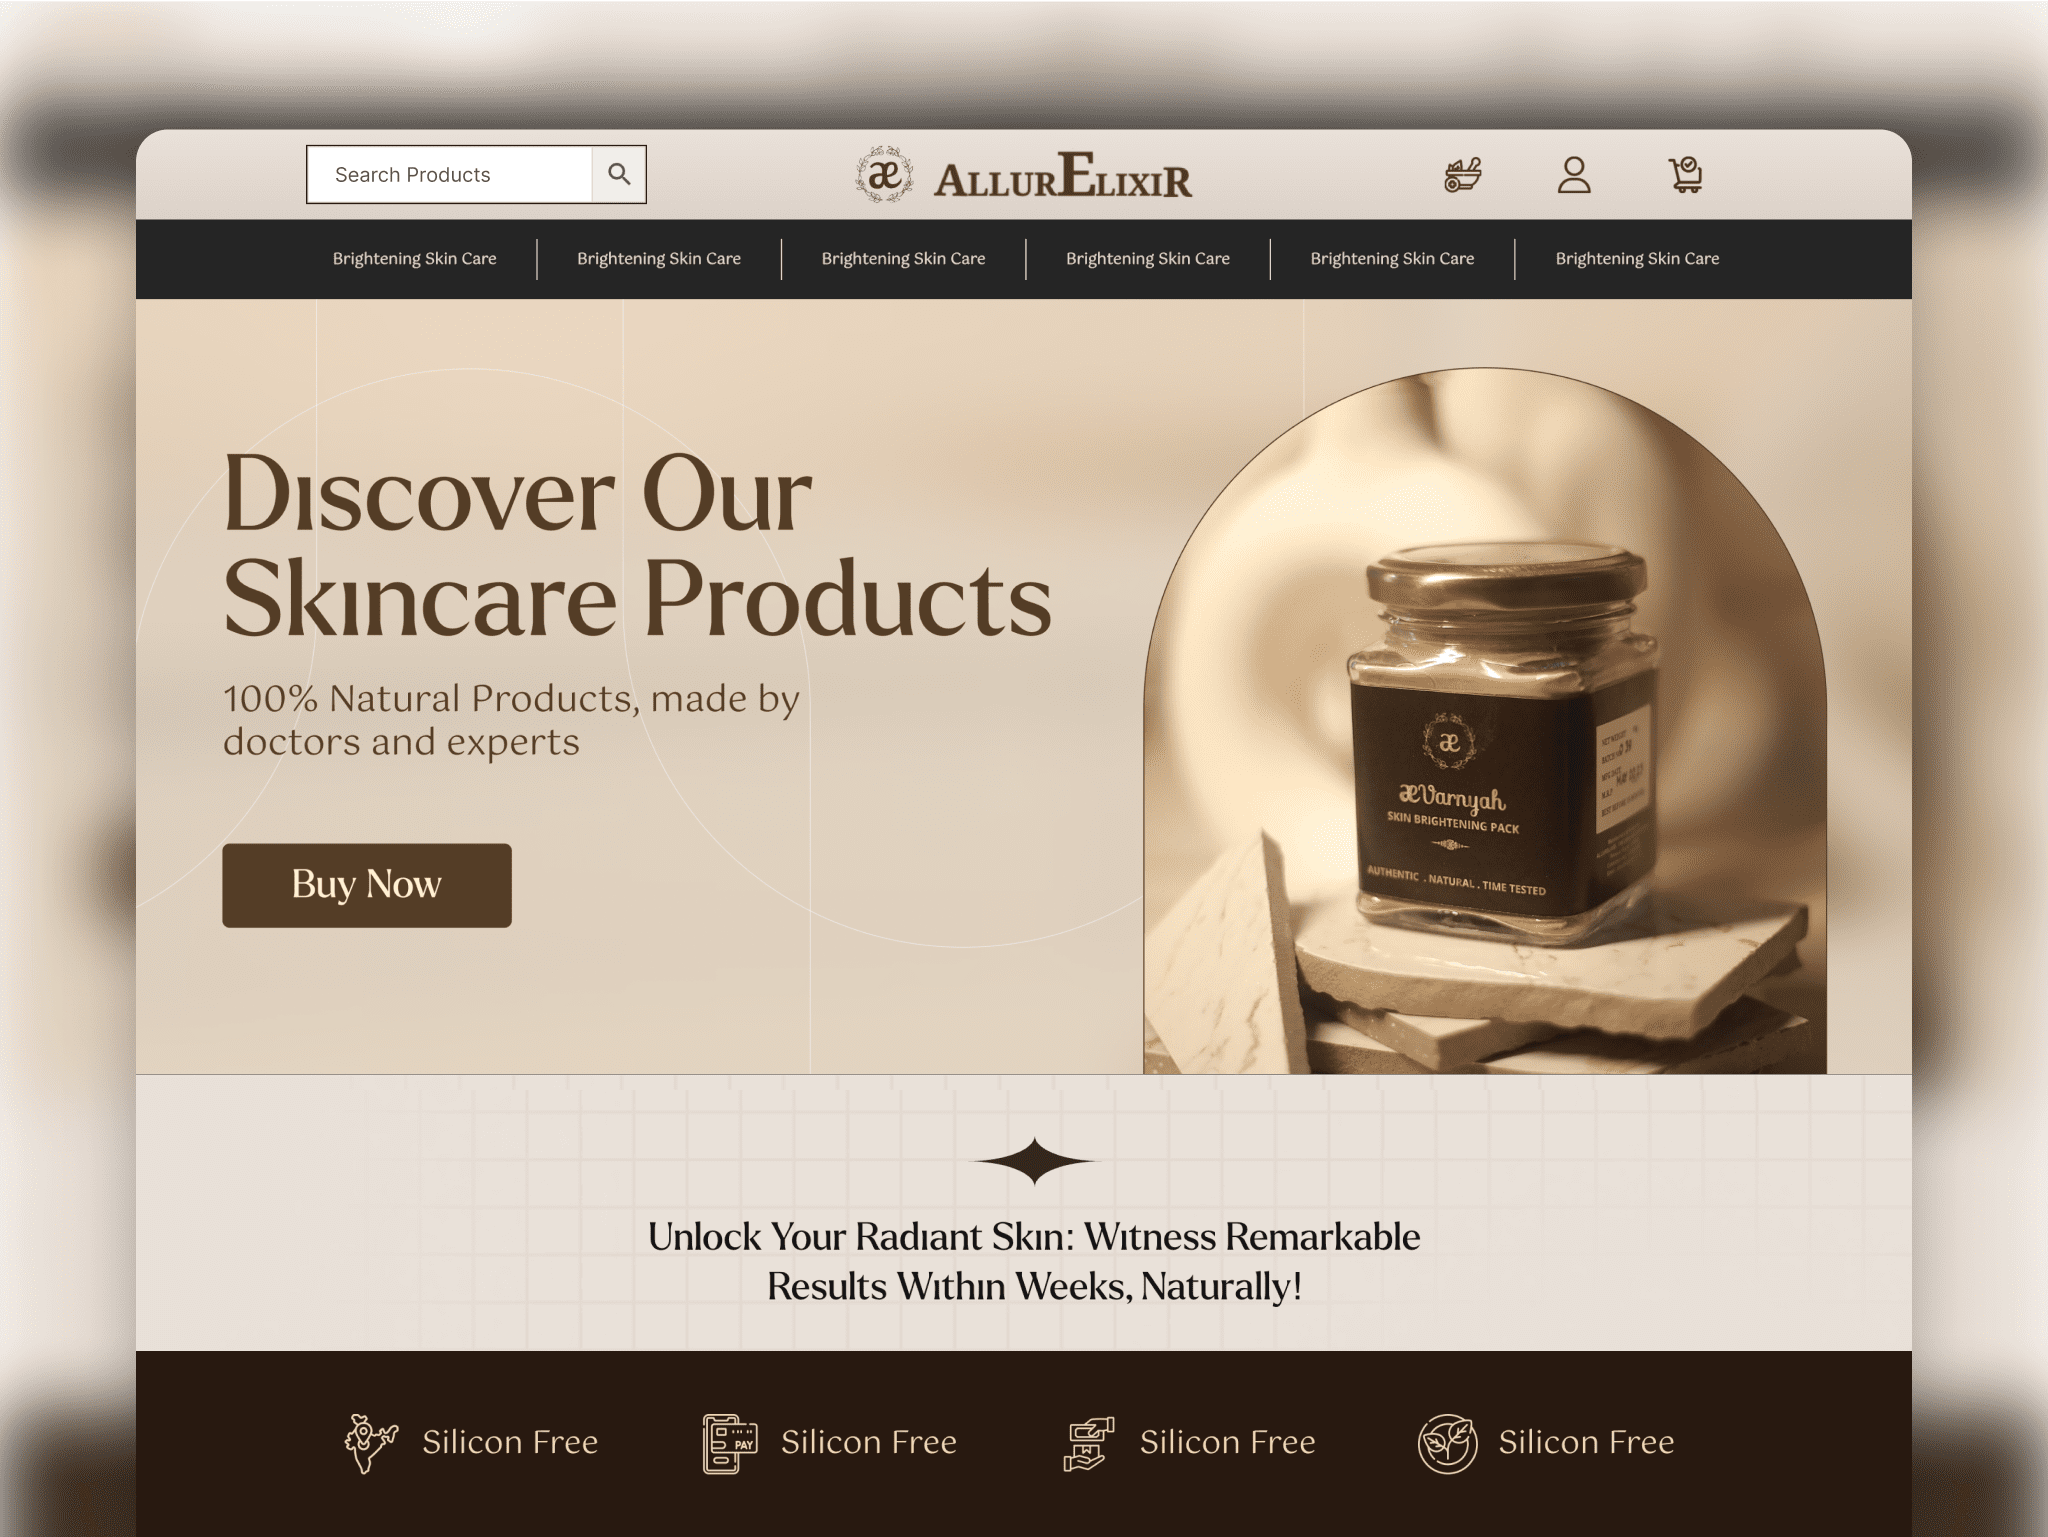 Search Products
æ
ALLURELIXIR
Brightening Skin Care
Brightening Skin Care
Brightening Skin Care
Brightening Skin Care
Brightening Skin Care
Brightening Skin Care
Discover Our
Skincare Products
100% Natural Products, made by
doctors and experts
Buy Now
æ
æVarnyah
SKIN BRIGHTENING PACK
AUTHENTIC . NATURAL . TIME TESTED
NET WEIGHT
M.R.P
Unlock Your Radiant Skin: Witness Remarkable
Results Within Weeks, Naturally!
Silicon Free
PAY
Silicon Free
Silicon Free
Silicon Free